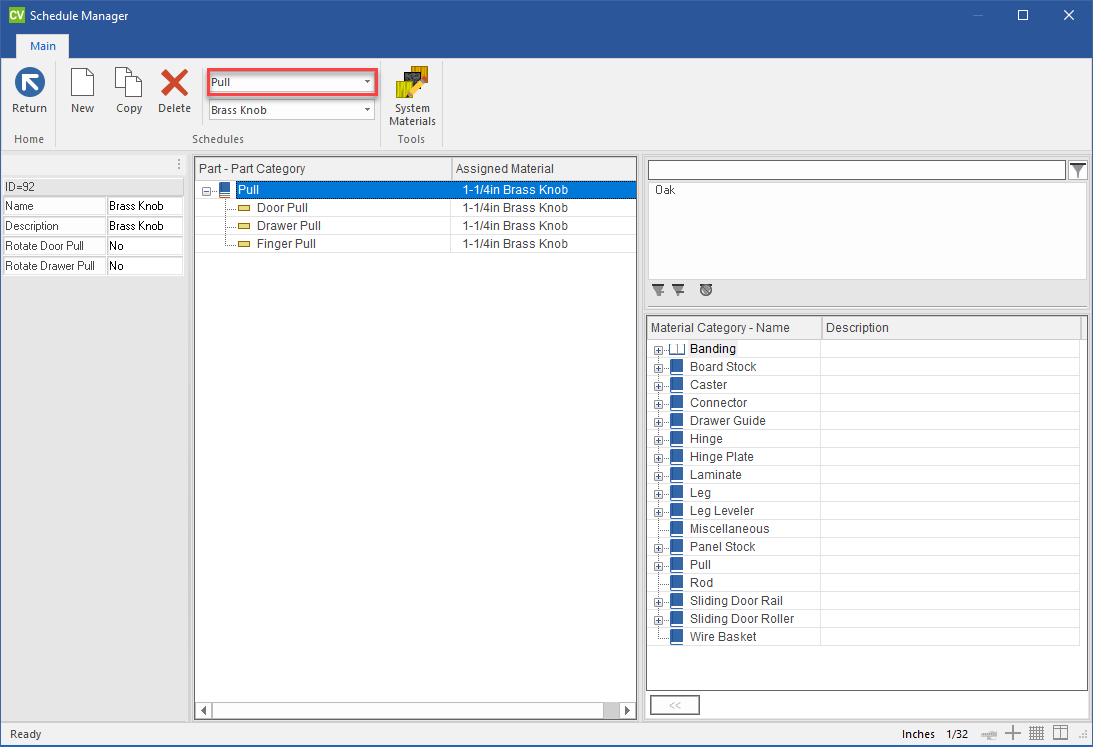 CV Schedule Manager
Main
Return
New
Copy
Delete
Pull
Brass Knob
System
Materials
Home
Schedules
Tools
ID=92
Name Brass Knob
Description Brass Knob
Rotate Door Pull No
Rotate Drawer Pull No
Part - Part Category Assigned Material
Pull 1-1/4in Brass Knob
Door Pull 1-1/4in Brass Knob
Drawer Pull 1-1/4in Brass Knob
Finger Pull 1-1/4in Brass Knob
Oak
Material Category - Name Description
Banding
Board Stock
Caster
Connector
Drawer Guide
Hinge
Hinge Plate
Laminate
Leg
Leg Leveler
Miscellaneous
Panel Stock
Pull
Rod
Sliding Door Rail
Sliding Door Roller
Wire Basket
<<
Ready
Inches 1/32